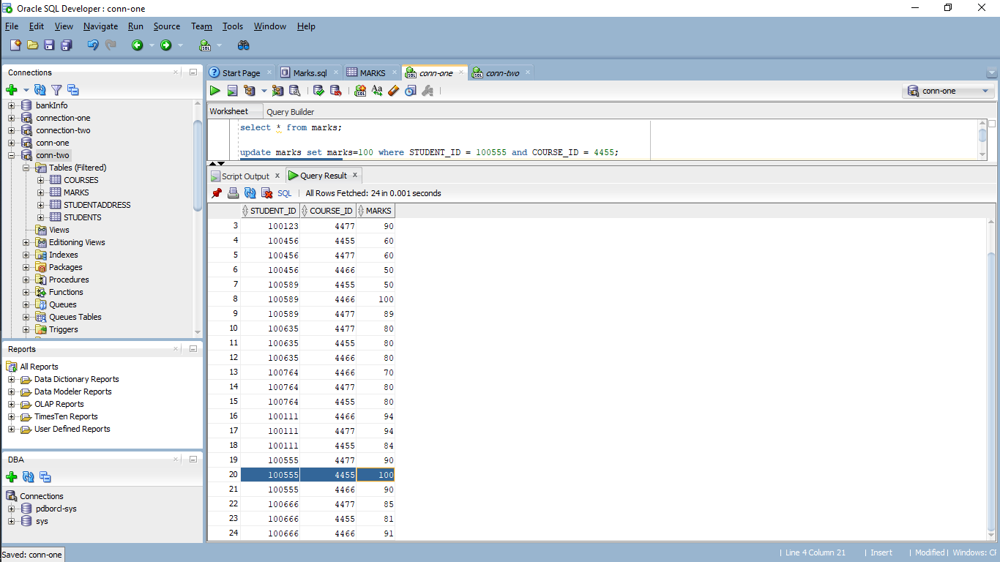 Oracle SQL Developer : conn-one
File Edit View Navigate Run Source Team Tools Window Help
Connections
bankInfo
connection-one
connection-two
conn-one
conn-two
Tables (Filtered)
COURSES
MARKS
STUDENTADDRESS
STUDENTS
Views
Editioning Views
Indexes
Packages
Procedures
Functions
Queues
Queues Tables
Triggers
Reports
All Reports
Data Dictionary Reports
Data Modeler Reports
OLAP Reports
TimesTen Reports
User Defined Reports
DBA
Connections
pdborcl-sys
sys
Start Page Marks.sql MARKS conn-one conn-two
conn-one
Worksheet Query Builder
select * from marks;
update marks set marks=100 where STUDENT_ID = 100555 and COURSE_ID = 4455;
Script Output x Query Result x
SQL | All Rows Fetched: 24 in 0.001 seconds
STUDENT_ID COURSE_ID MARKS
3 100123 4477 90
4 100456 4455 60
5 100456 4477 60
6 100456 4466 50
7 100589 4455 50
8 100589 4466 100
9 100589 4477 89
10 100635 4477 80
11 100635 4455 80
12 100635 4466 80
13 100764 4466 70
14 100764 4477 80
15 100764 4455 80
16 100111 4466 94
17 100111 4477 94
18 100111 4455 84
19 100555 4477 90
20 100555 4455 100
21 100555 4466 90
22 100666 4477 85
23 100666 4455 81
24 100666 4466 91
Saved: conn-one
| Line 4 Column 21 | Insert | Modified | Windows: CF